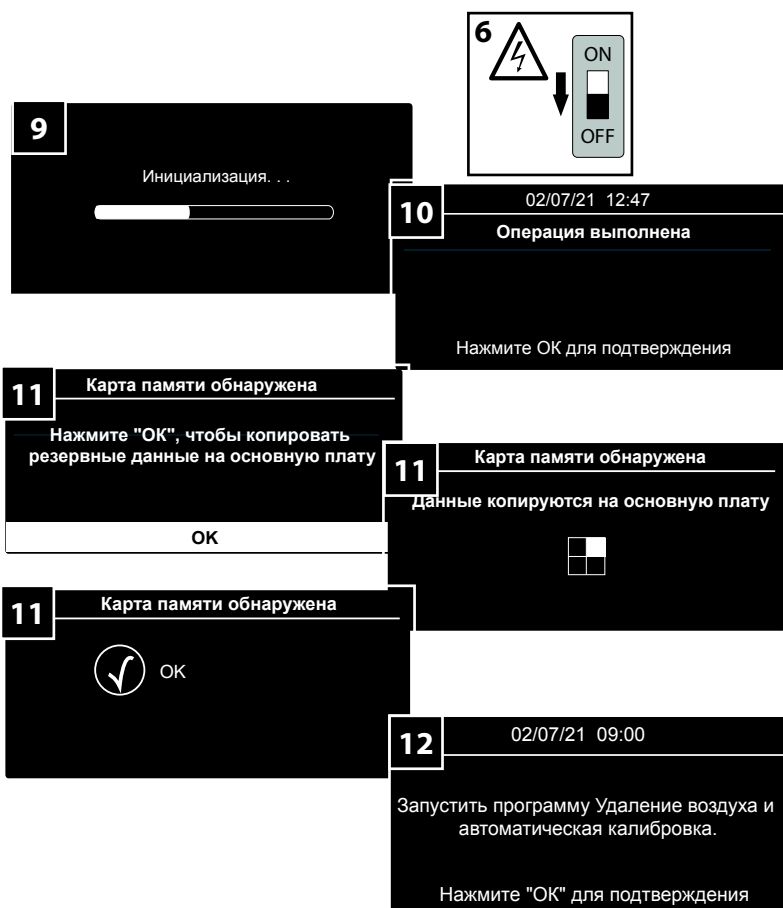 6
ON
OFF
9
Инициализация. . .
10
02/07/21 12:47
Операция выполнена
Нажмите ОК для подтверждения
11
Карта памяти обнаружена
Нажмите "ОК", чтобы копировать
резервные данные на основную плату
OK
11
Карта памяти обнаружена
Данные копируются на основную плату
11
Карта памяти обнаружена
OK
12
02/07/21 09:00
Запустить программу Удаление воздуха и
автоматическая калибровка.
Нажмите "ОК" для подтверждения